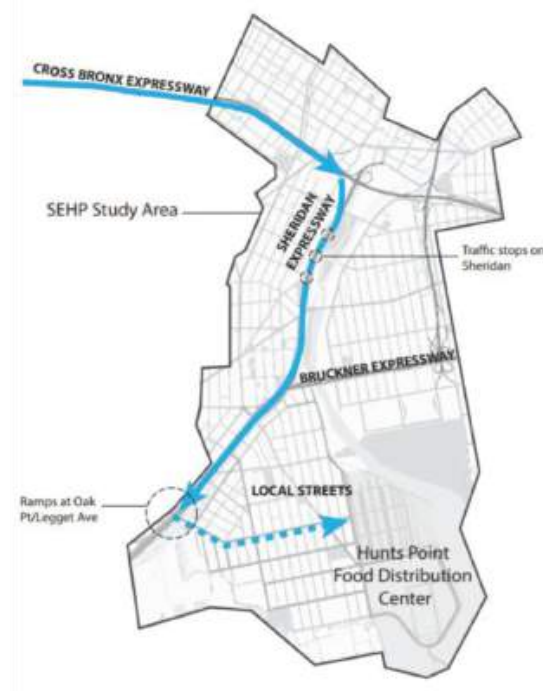 CROSS BRONX EXPRESSWAY
SEHP Study Area
SHERIDAN
EXPRESSWAY
Traffic stops on
Sheridan
BRUCKNER EXPRESSWAY
Ramps at Oak
Pt/Legget Ave
LOCAL STREETS
Hunts Point
Food Distribution
Center